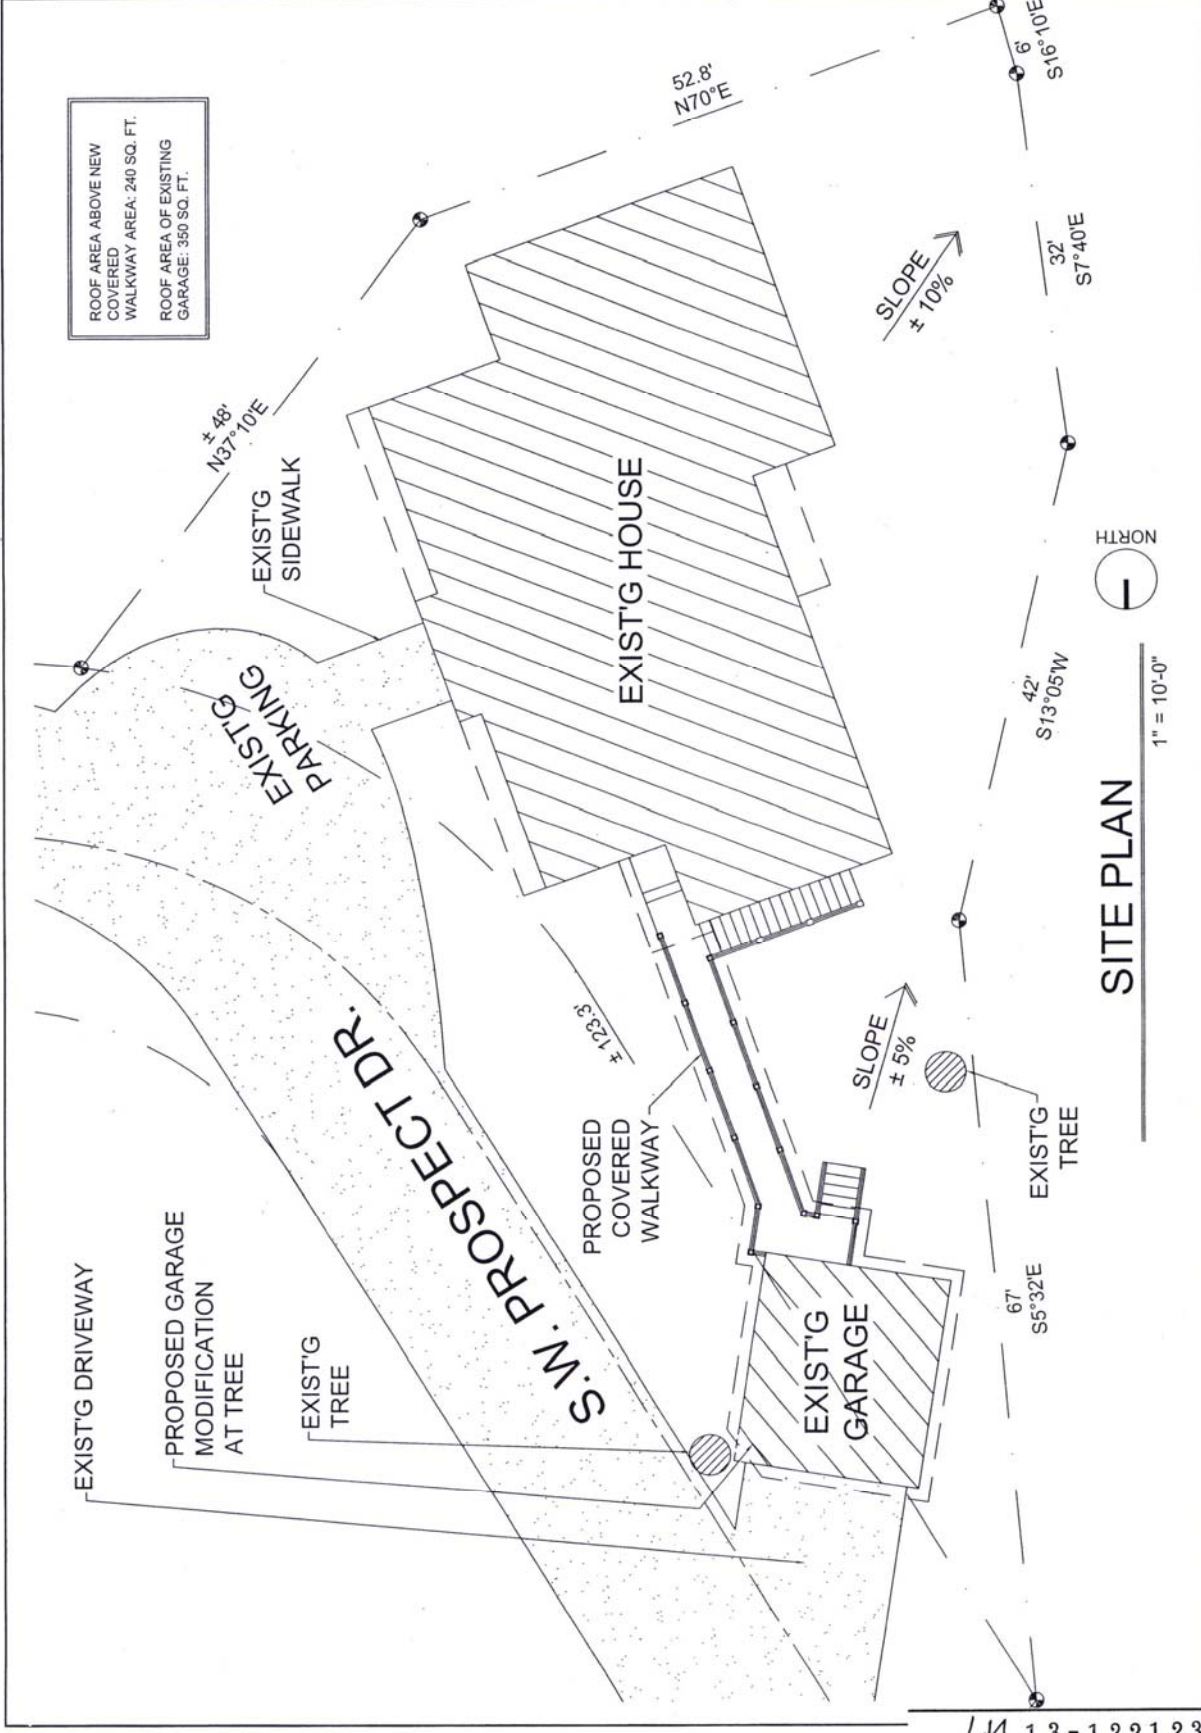 ROOF AREA ABOVE NEW
COVERED
WALKWAY AREA: 240 SQ. FT.
ROOF AREA OF EXISTING
GARAGE: 350 SQ. FT.
52.8'
N70°E
6'
S16°10'E
± 48'
N37°10'E
32'
S7°40'E
SLOPE
± 10%
EXIST'G
SIDEWALK
EXIST'G
PARKING
EXIST'G HOUSE
42'
S13°05'W
± 123.3'
S.W. PROSPECT DR.
PROPOSED
COVERED
WALKWAY
SLOPE
± 5%
EXIST'G
TREE
67'
S5°32'E
EXIST'G DRIVEWAY
PROPOSED GARAGE
MODIFICATION
AT TREE
EXIST'G
TREE
EXIST'G
GARAGE
SITE PLAN
1" = 10'-0"
NORTH
13-122123